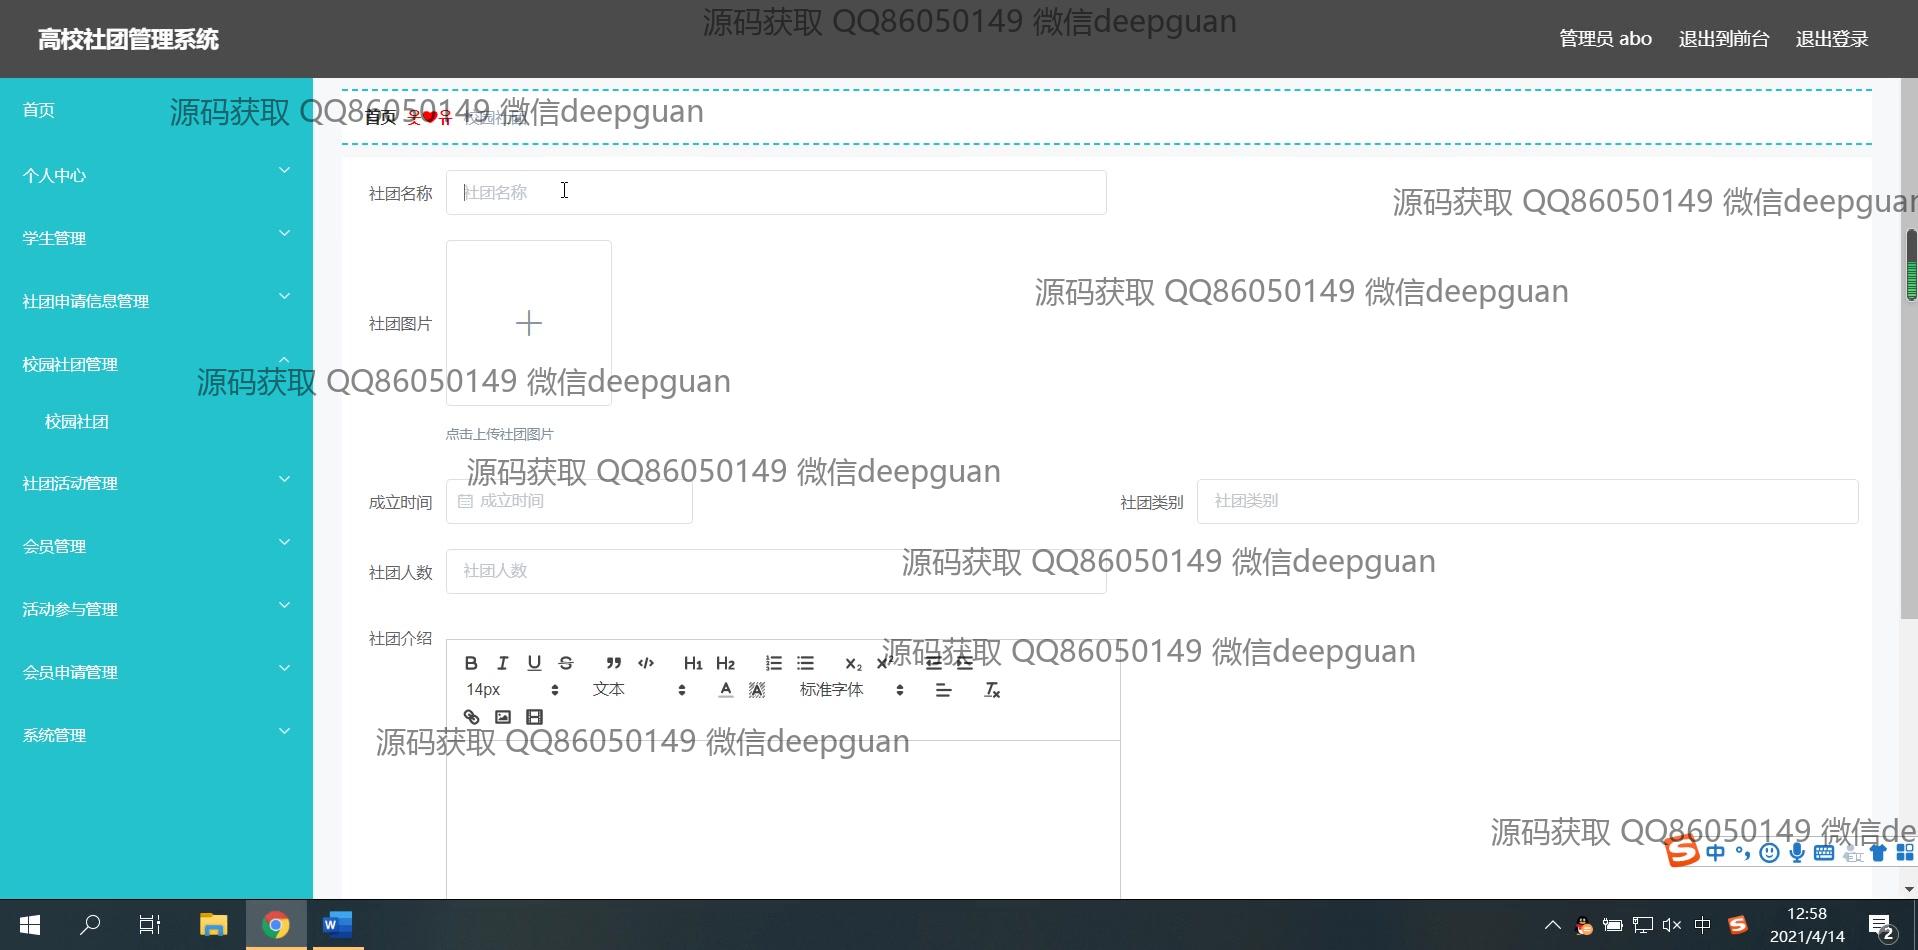 源码获取 QQ86050149 微信deepguan
高校社团管理系统
管理员 abo
退出到前台
退出登录
首页
源码获取 QQ86050149 微信deepguan
首页
校园社团
个人中心
社团名称
社团名称
源码获取 QQ86050149 微信deepguan
学生管理
源码获取 QQ86050149 微信deepguan
社团申请信息管理
社团图片
校园社团管理
源码获取 QQ86050149 微信deepguan
校园社团
点击上传社团图片
源码获取 QQ86050149 微信deepguan
社团活动管理
成立时间
成立时间
社团类别
社团类别
会员管理
社团人数
社团人数
源码获取 QQ86050149 微信deepguan
活动参与管理
社团介绍
源码获取 QQ86050149 微信deepguan
B I U S H1 H2 X2 X2
会员申请管理
14px 文本 A A 标准字体 Tx
系统管理
源码获取 QQ86050149 微信deepguan
源码获取 QQ86050149 微信de
S 中
W
中
S
12:58
2021/4/14
2